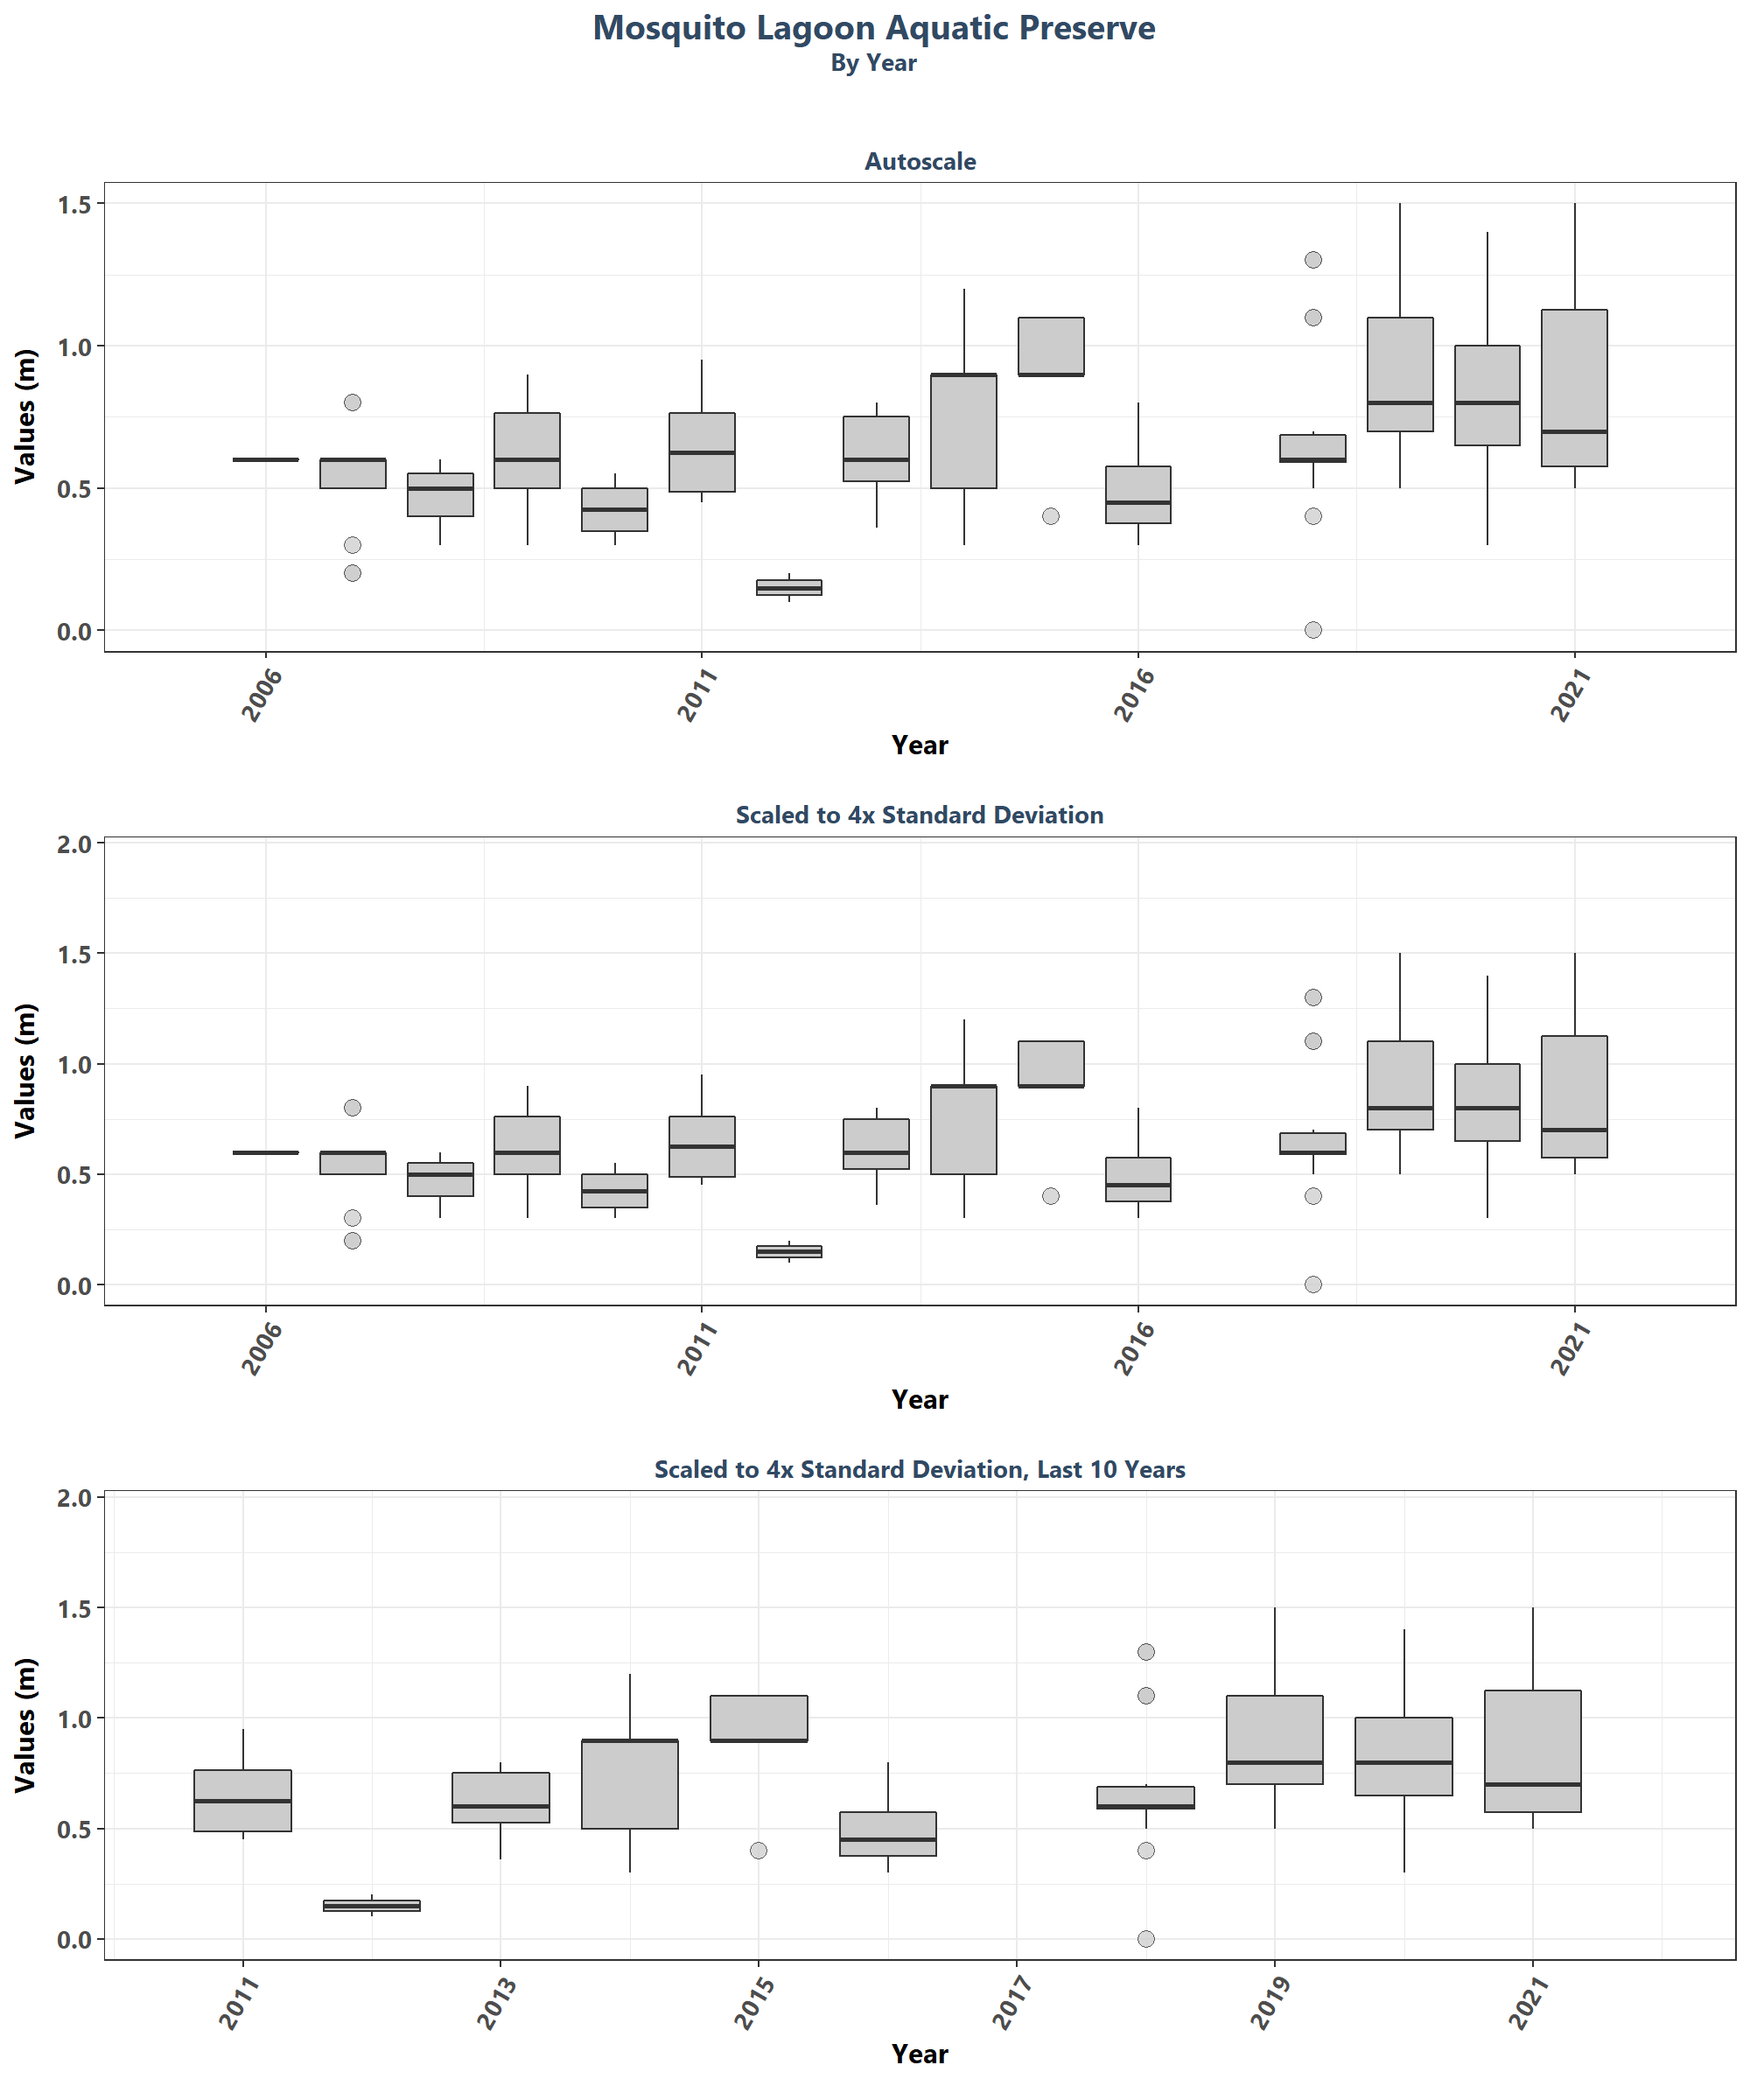 Mosquito Lagoon Aquatic Preserve
By Year
Autoscale
Values (m)
1.5
1.0
0.5
0.0
2006
2011
2016
2021
Year
Scaled to 4x Standard Deviation
Values (m)
2.0
1.5
1.0
0.5
0.0
2006
2011
2016
2021
Year
Scaled to 4x Standard Deviation, Last 10 Years
Values (m)
2.0
1.5
1.0
0.5
0.0
2011
2013
2015
2017
2019
2021
Year